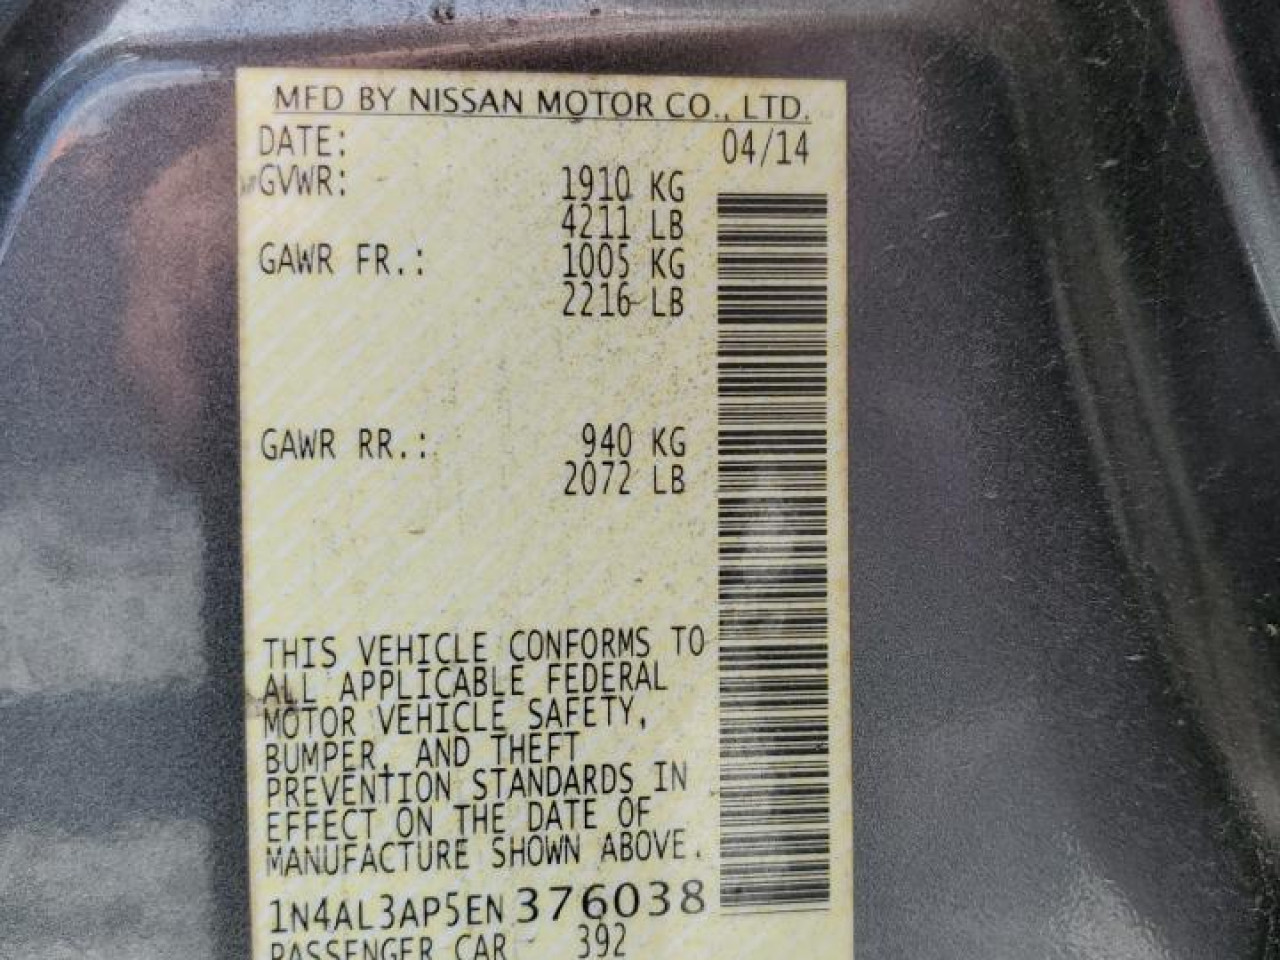 MFD BY NISSAN MOTOR CO., LTD.
DATE: 04/14
GVWR: 1910 KG
4211 LB
GAWR FR.: 1005 KG
2216 LB
GAWR RR.: 940 KG
2072 LB
THIS VEHICLE CONFORMS TO
ALL APPLICABLE FEDERAL
MOTOR VEHICLE SAFETY,
BUMPER, AND THEFT
PREVENTION STANDARDS IN
EFFECT ON THE DATE OF
MANUFACTURE SHOWN ABOVE.
1N4AL3AP5EN376038
PASSENGER CAR 392